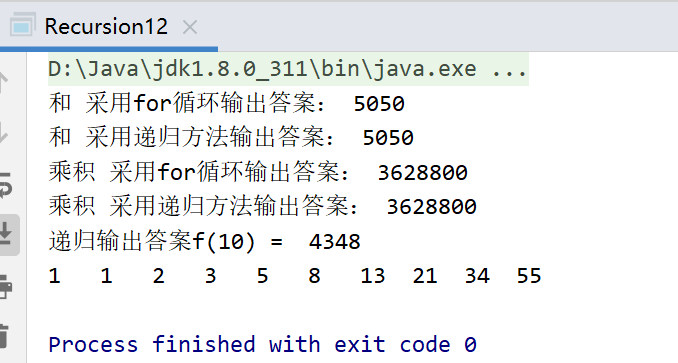 Recursion12
D:\Java\jdk1.8.0_311\bin\java.exe ...
和 采用for循环输出答案： 5050
和 采用递归方法输出答案： 5050
乘积 采用for循环输出答案： 3628800
乘积 采用递归方法输出答案： 3628800
递归输出答案f(10) =  4348
1   1   2   3   5   8   13  21  34  55
Process finished with exit code 0